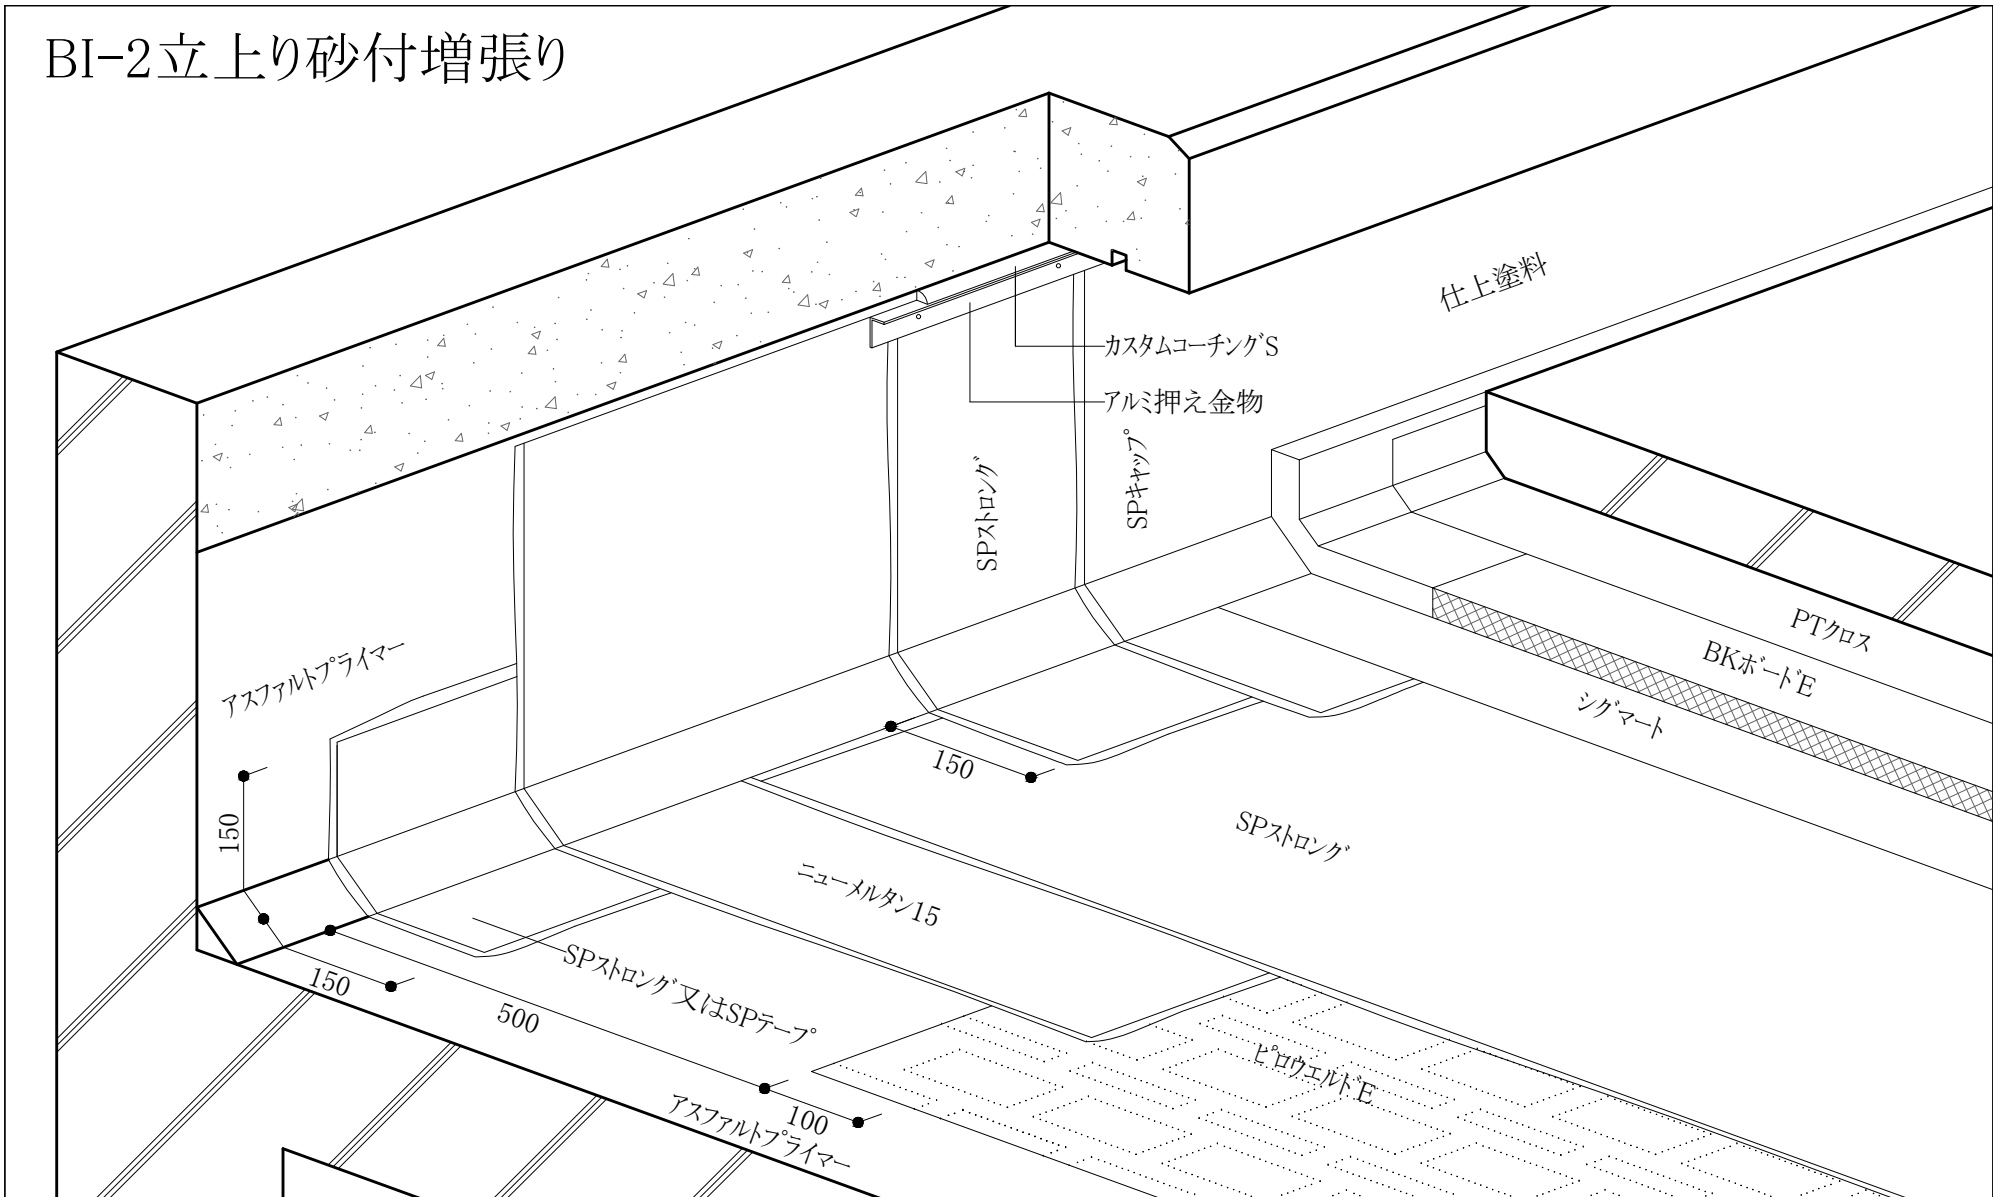 BI-2立上り砂付増張り
仕上塗料
カスタムコーチングS
アルミ押え金物
SPストロング
SPキャップ
PTクロス
BKボードE
シグマート
アスファルトプライマー
150
150
SPストロング
ニューメルタン15
SPストロング又はSPテープ
150
500
ピロウエルドE
100
アスファルトプライマー